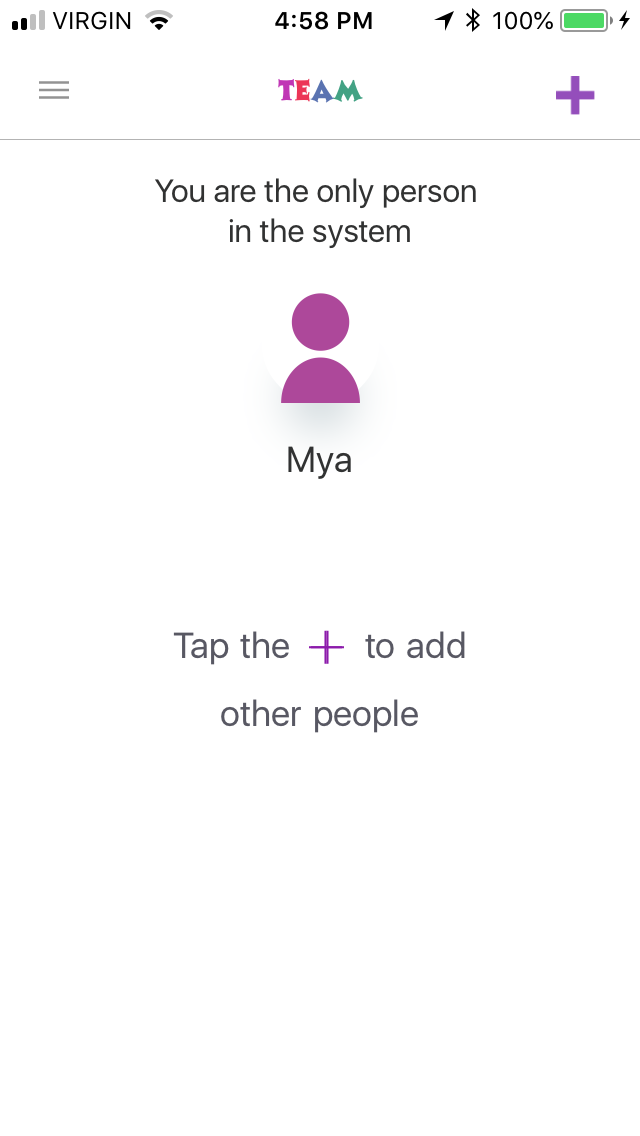 VIRGIN 4:58 PM 100%
TEAM
You are the only person
in the system
Mya
Tap the + to add
other people